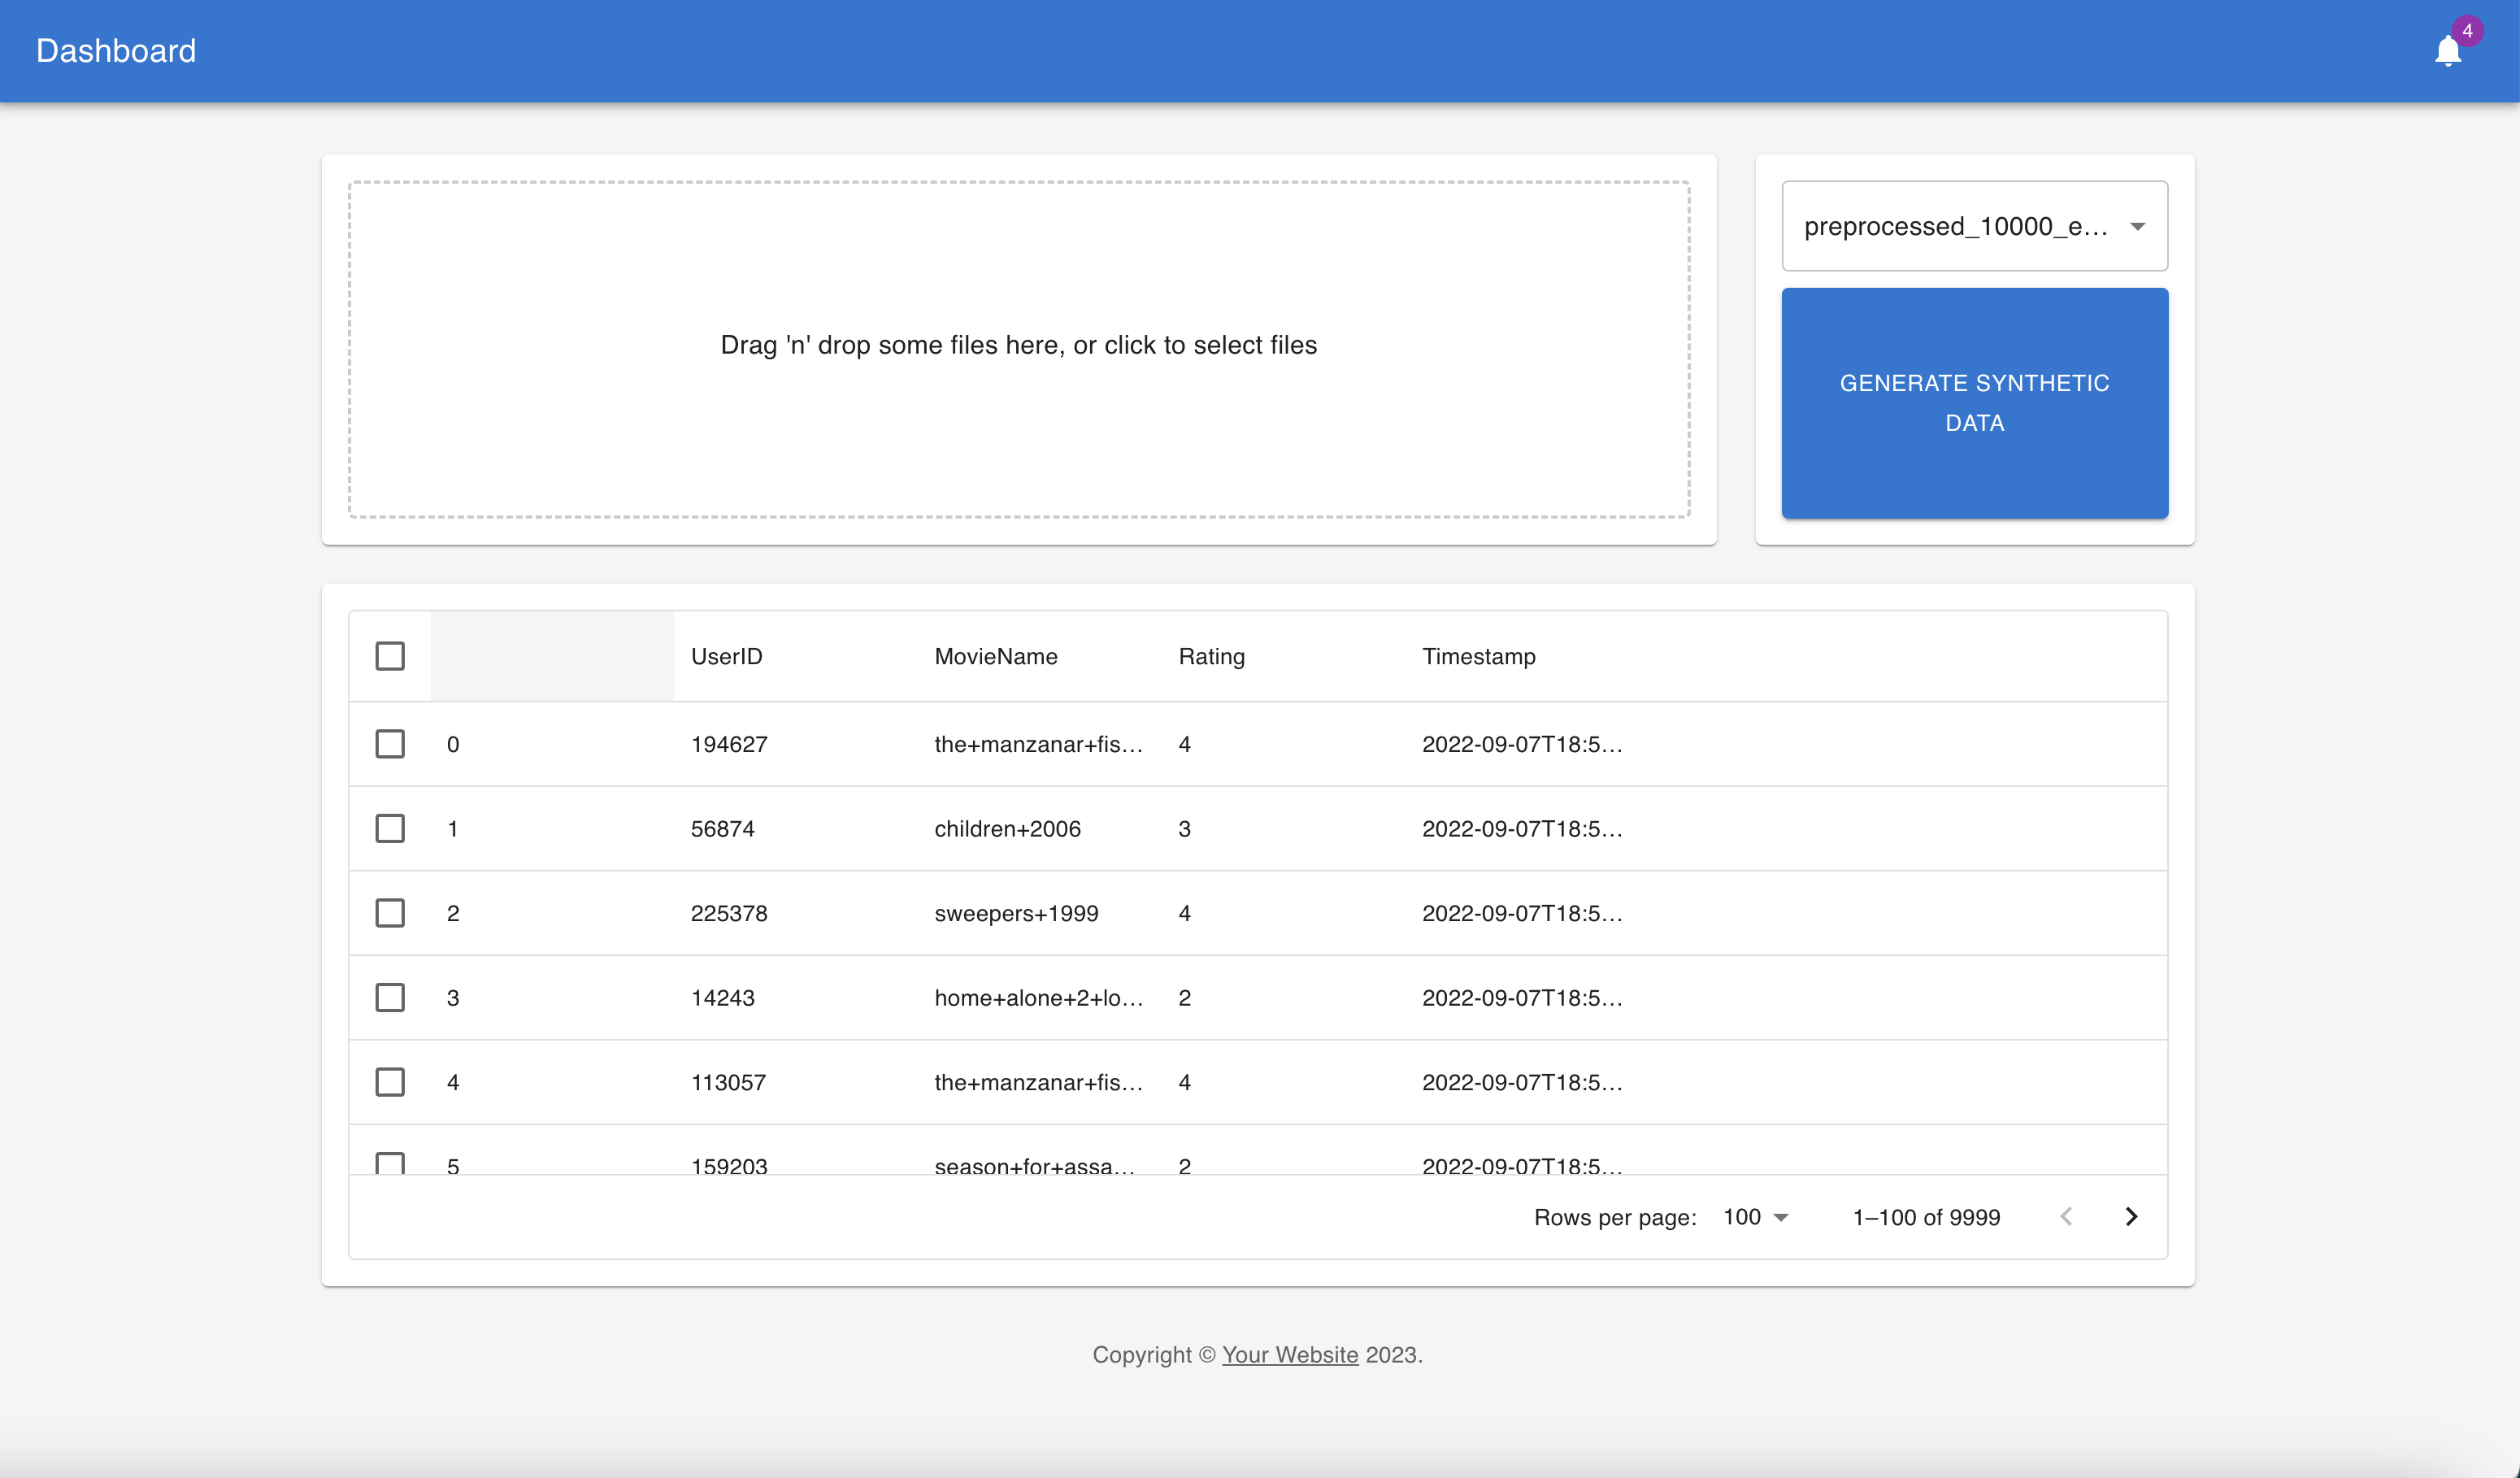 Dashboard
4
Drag 'n' drop some files here, or click to select files
preprocessed_10000_e...
GENERATE SYNTHETIC
DATA
UserID MovieName Rating Timestamp
0 194627 the+manzanar+fis... 4 2022-09-07T18:5...
1 56874 children+2006 3 2022-09-07T18:5...
2 225378 sweepers+1999 4 2022-09-07T18:5...
3 14243 home+alone+2+lo... 2 2022-09-07T18:5...
4 113057 the+manzanar+fis... 4 2022-09-07T18:5...
5 159203 season+for+assa... 2 2022-09-07T18:5...
Rows per page: 100 1–100 of 9999
Copyright © Your Website 2023.